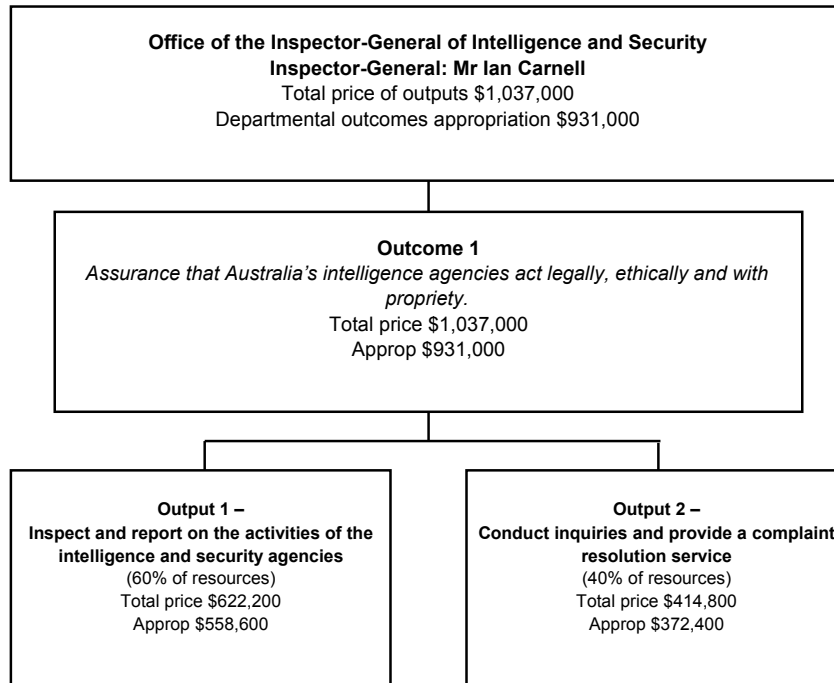 Office of the Inspector-General of Intelligence and Security
Inspector-General: Mr Ian Carnell
Total price of outputs $1,037,000
Departmental outcomes appropriation $931,000
Outcome 1
Assurance that Australia's intelligence agencies act legally, ethically and with
propriety.
Total price $1,037,000
Approp $931,000
Output 1 –
Inspect and report on the activities of the
intelligence and security agencies
(60% of resources)
Total price $622,200
Approp $558,600
Output 2 –
Conduct inquiries and provide a complaint
resolution service
(40% of resources)
Total price $414,800
Approp $372,400